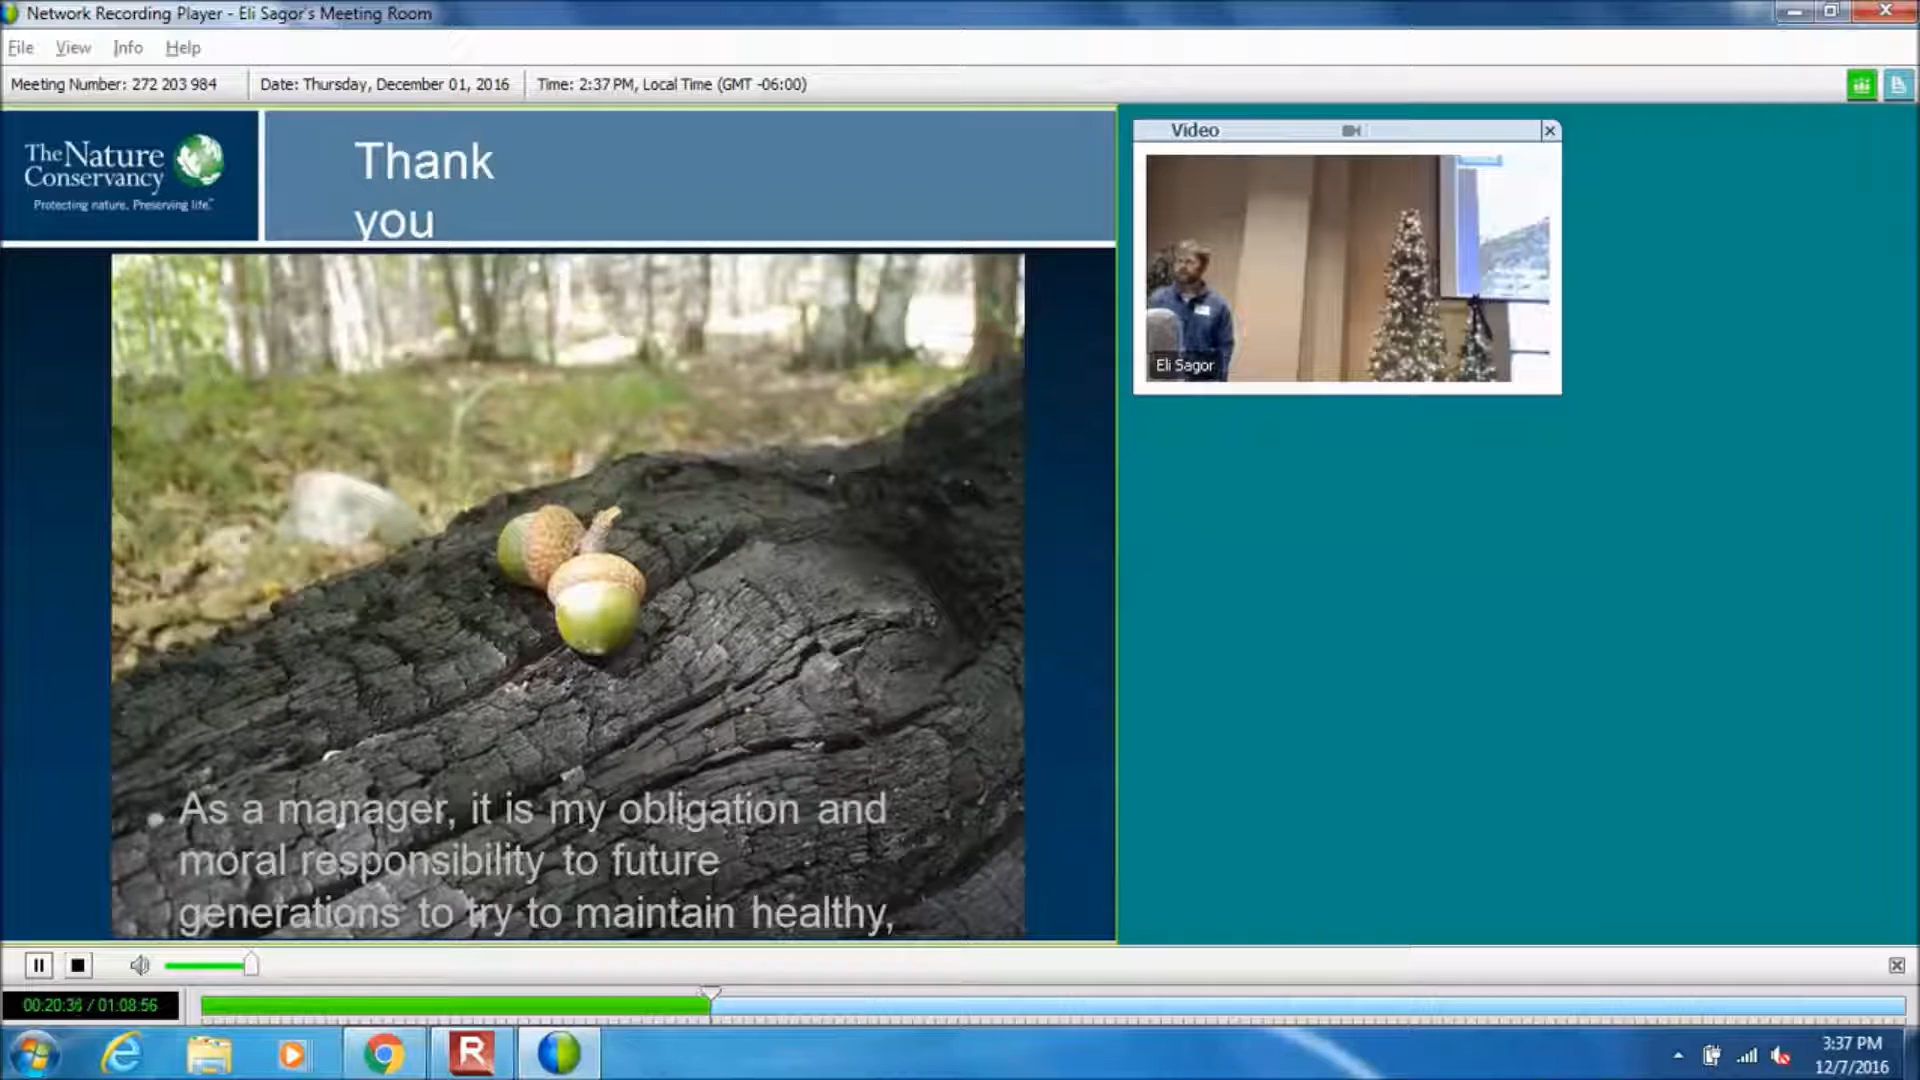 Network Recording Player - Eli Sagor's Meeting Room
File View Info Help
Meeting Number: 272 203 984 Date: Thursday, December 01, 2016 Time: 2:37 PM, Local Time (GMT -06:00)
The Nature
Conservancy
Protecting nature. Preserving life.™
Thank
you
Video
Eli Sagor
• As a manager, it is my obligation and
moral responsibility to future
generations to try to maintain healthy,
00:20:36 / 01:08:56
R
3:37 PM
12/7/2016